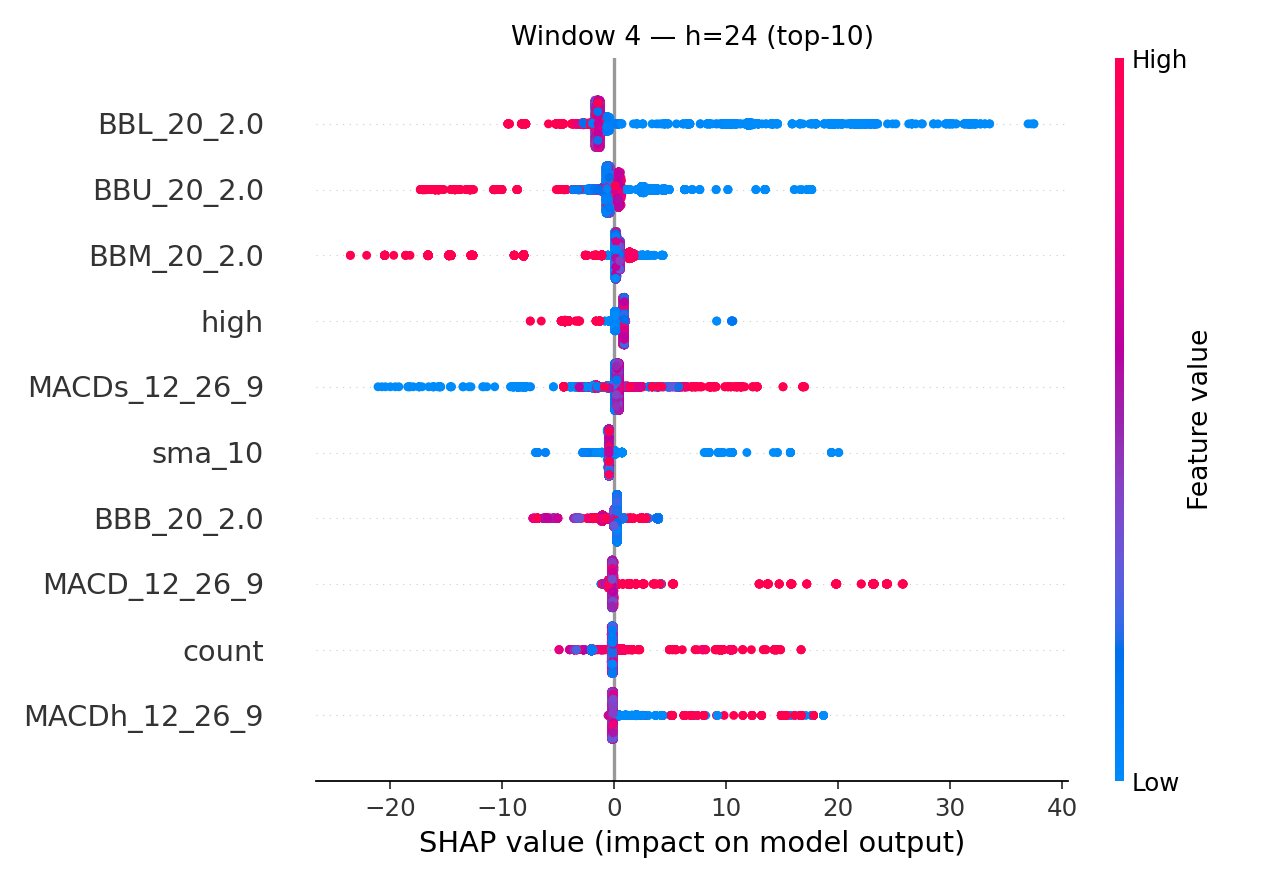 Window 4 — h=24 (top-10)
High
BBL_20_2.0
BBU_20_2.0
BBM_20_2.0
high
MACDs_12_26_9
sma_10
BBB_20_2.0
MACD_12_26_9
count
MACDh_12_26_9
Feature value
Low
−20 −10 0 10 20 30 40
SHAP value (impact on model output)